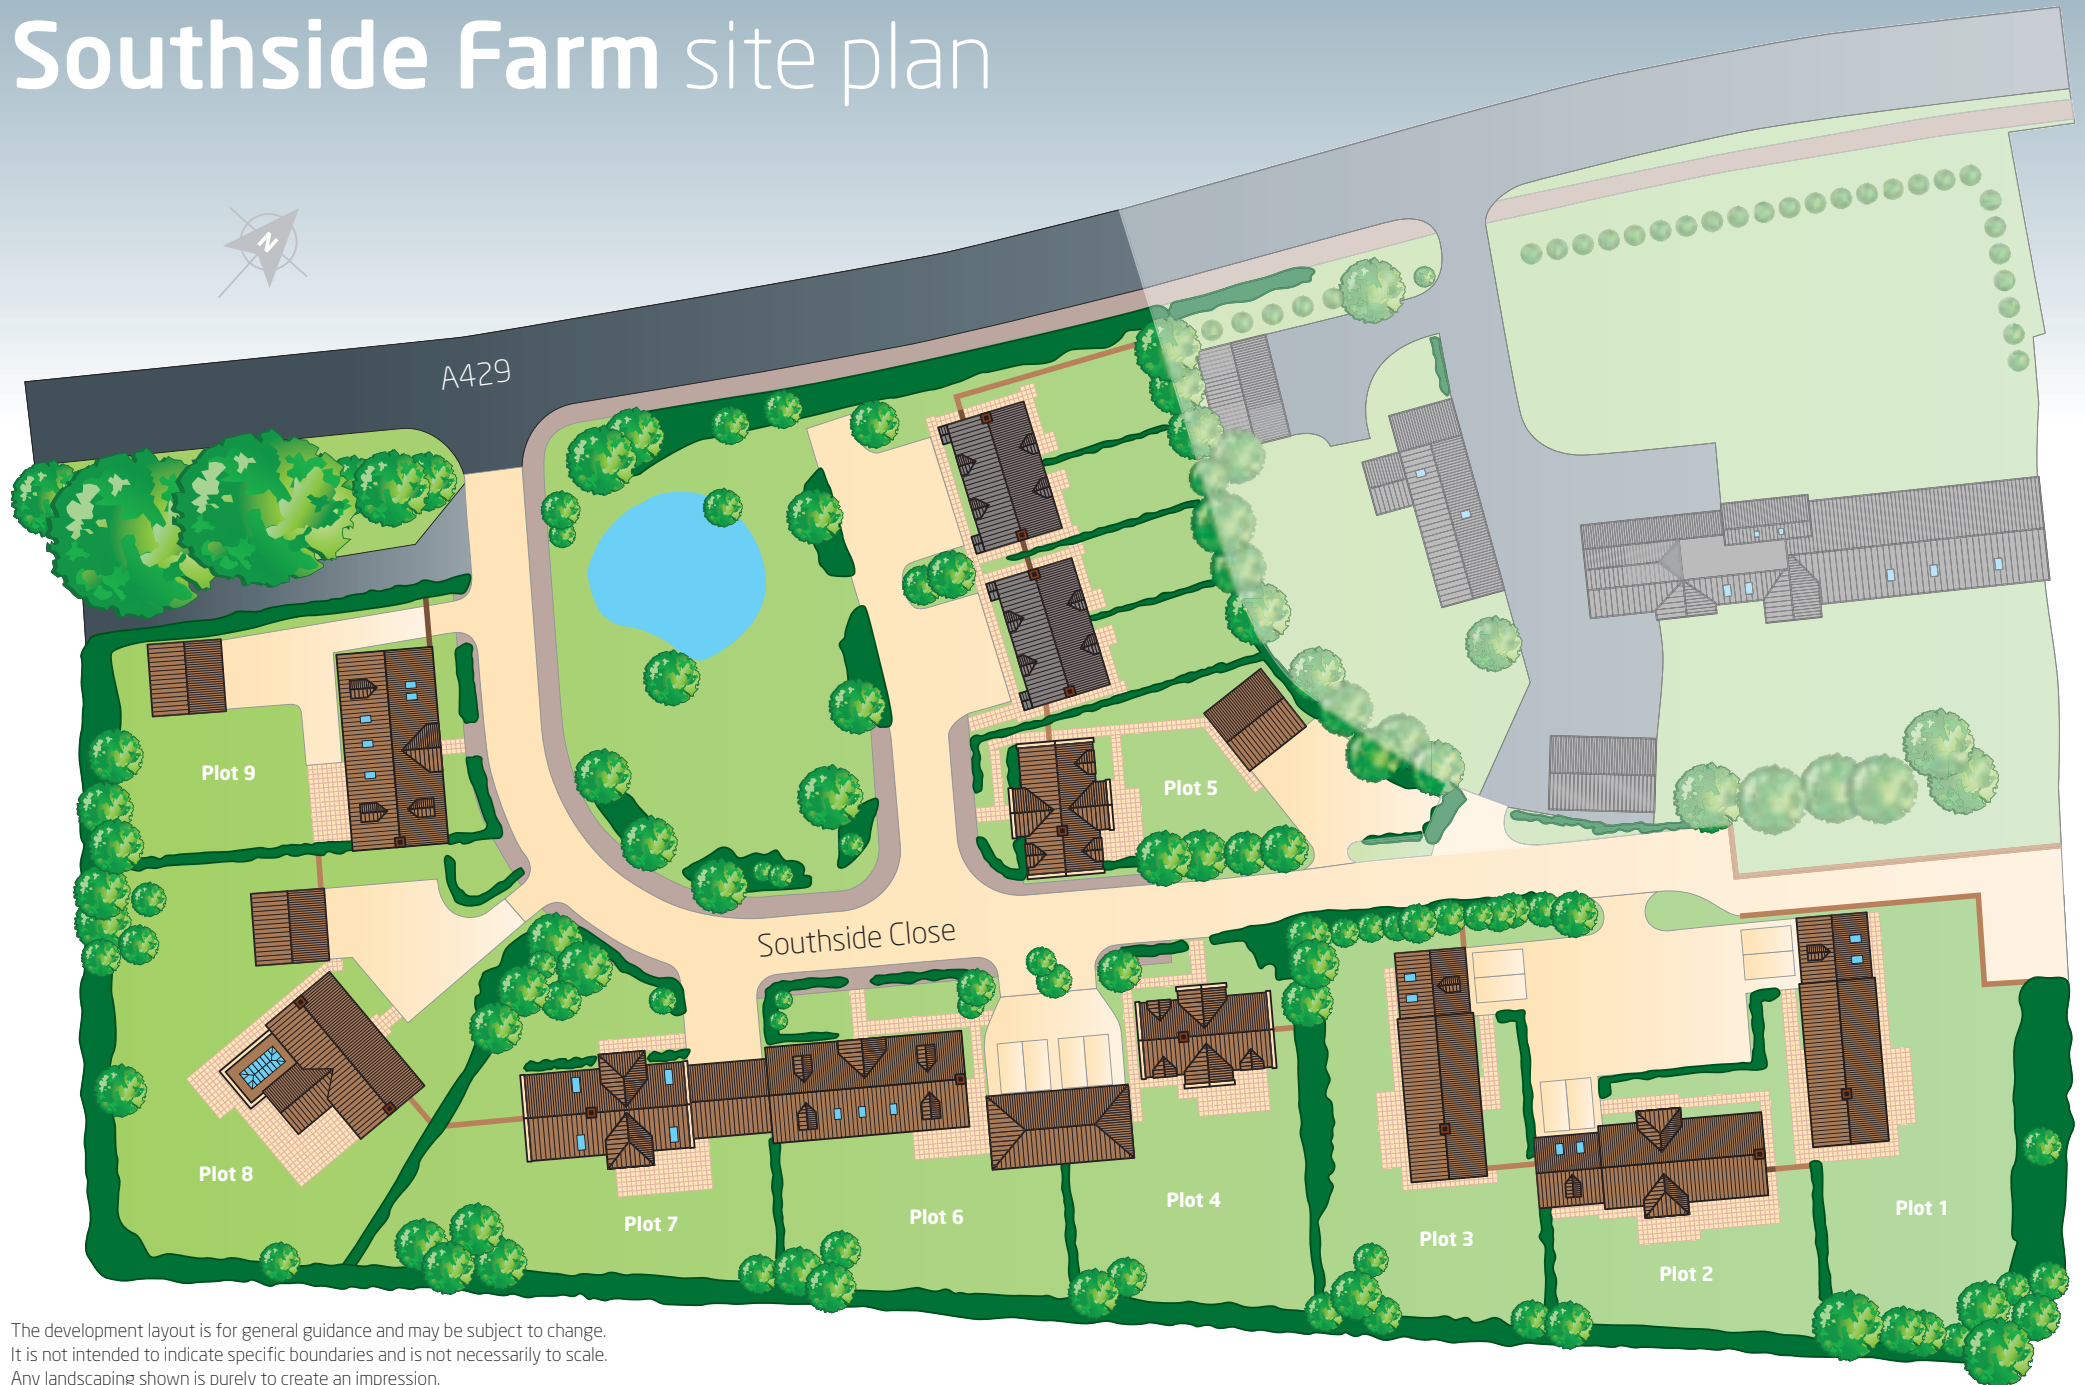 Southside Farm site plan
N
A429
Plot 9
Plot 5
Southside Close
Plot 8
Plot 7
Plot 6
Plot 4
Plot 3
Plot 2
Plot 1
The development layout is for general guidance and may be subject to change.
It is not intended to indicate specific boundaries and is not necessarily to scale.
Any landscaping shown is purely to create an impression.